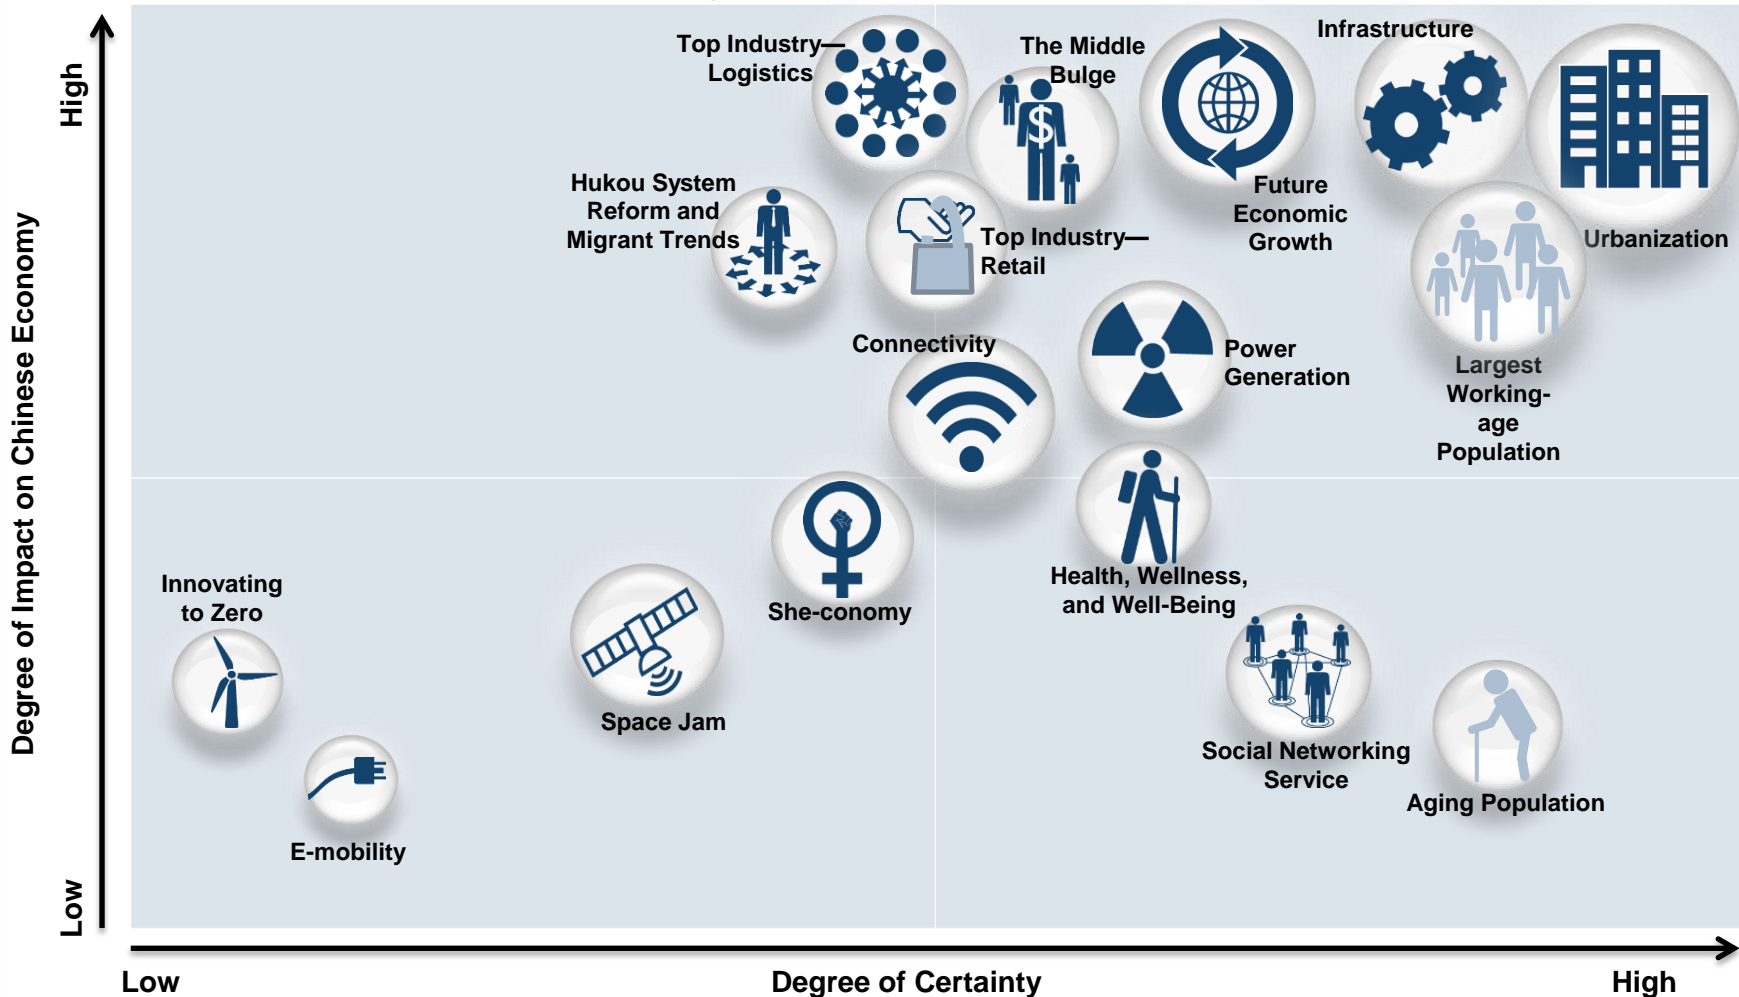 High
Degree of Impact on Chinese Economy
Low
Top Industry—
Logistics
The Middle
Bulge
$
Infrastructure
Hukou System
Reform and
Migrant Trends
Future
Economic
Growth
Top Industry—
Retail
Urbanization
Connectivity
Power
Generation
Largest
Working-
age
Population
Innovating
to Zero
She-conomy
Health, Wellness,
and Well-Being
Space Jam
Social Networking
Service
Aging Population
E-mobility
Low
Degree of Certainty
High